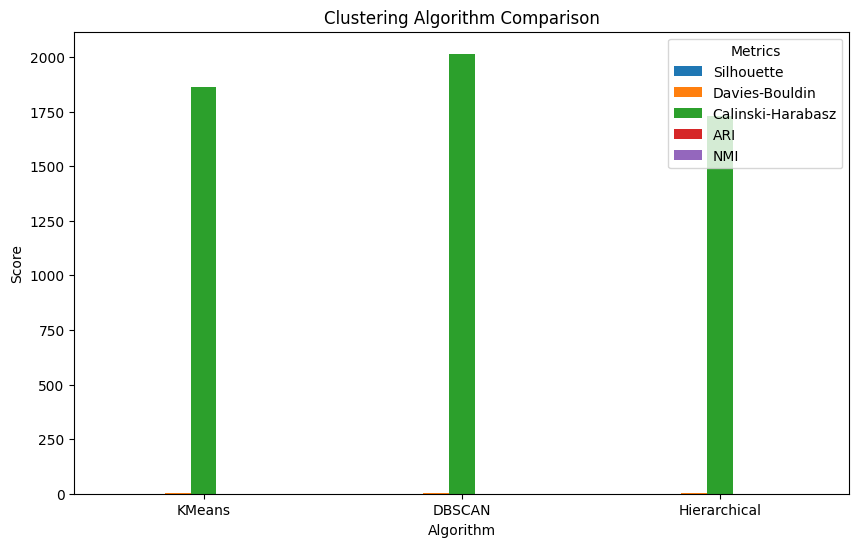 Clustering Algorithm Comparison
Metrics
Silhouette
Davies-Bouldin
Calinski-Harabasz
ARI
NMI
Score
2000
1750
1500
1250
1000
750
500
250
0
KMeans
DBSCAN
Hierarchical
Algorithm